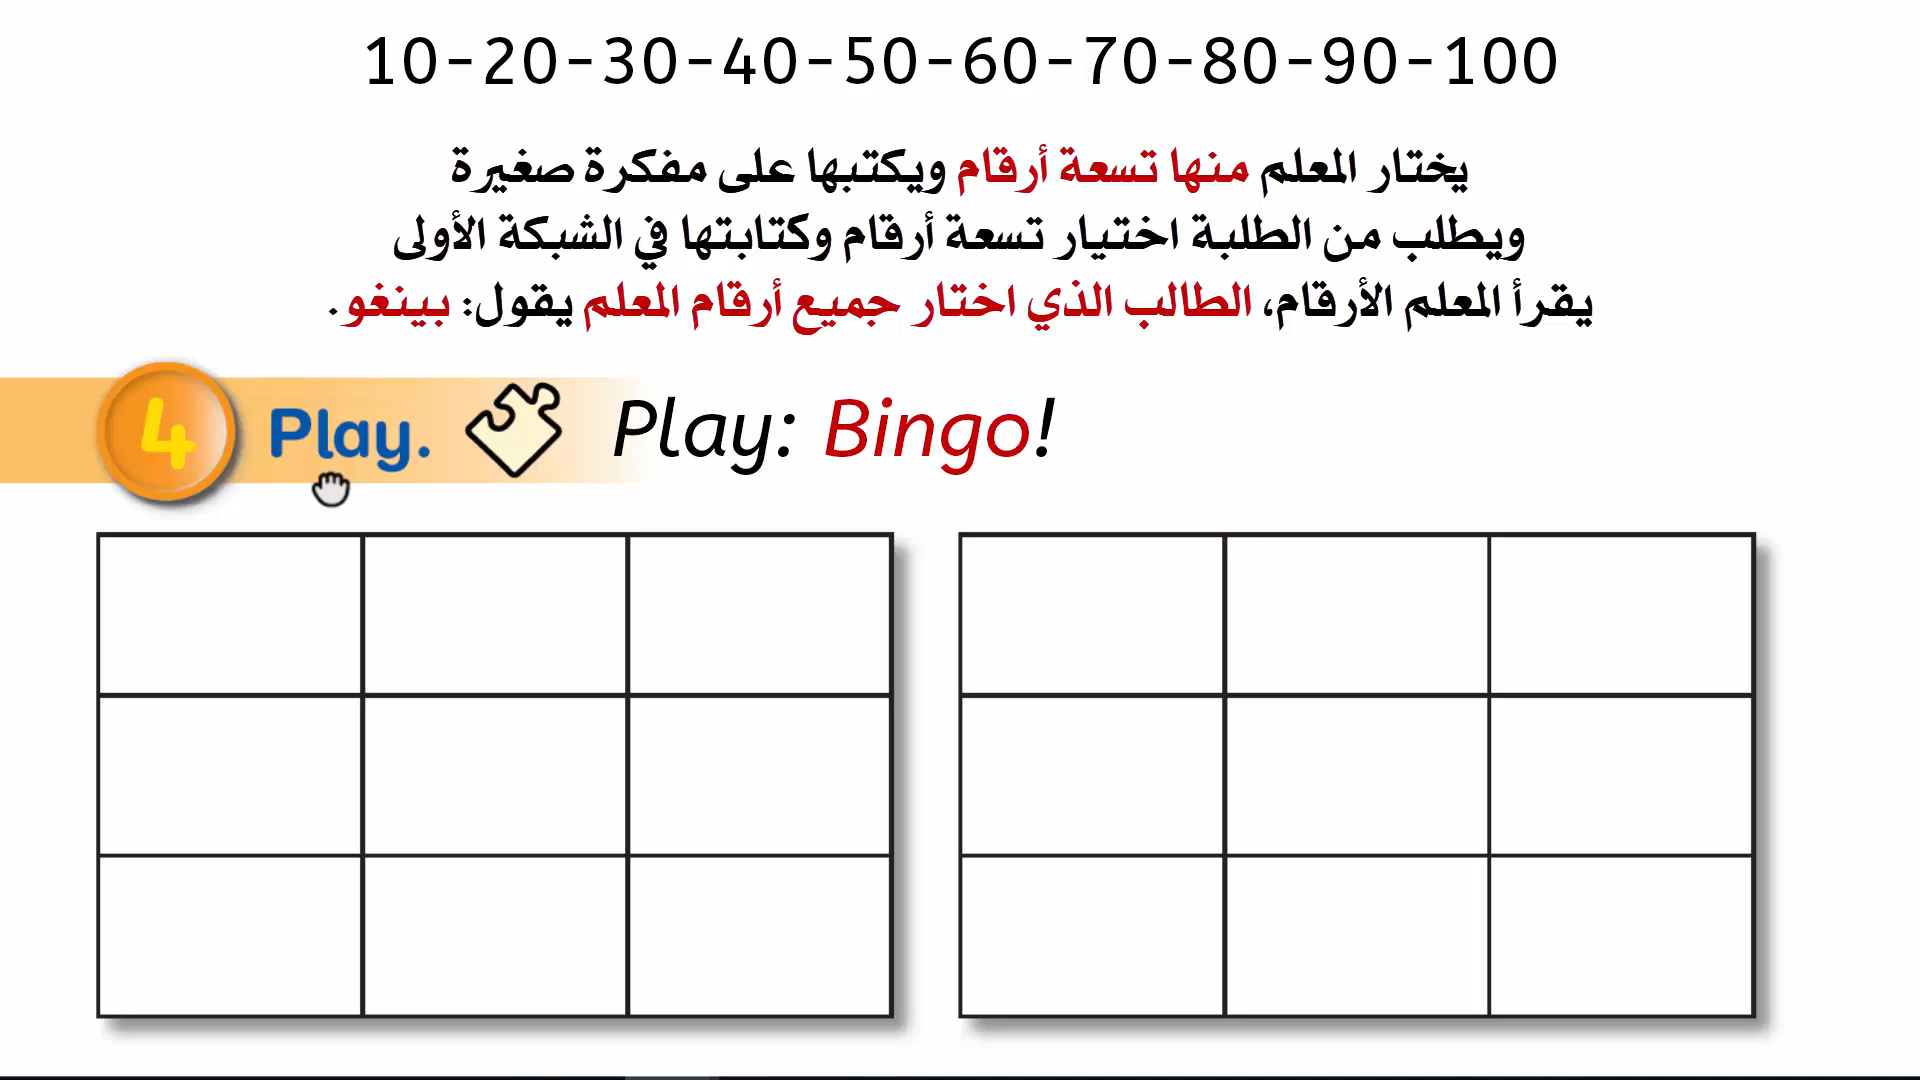 10-20-30-40-50-60-70-80-90-100
يختار المعلم منها تسعة أرقام ويكتبها على مفكرة صغيرة
ويطلب من الطلبة اختيار تسعة أرقام وكتابتها في الشبكة الأولى
يقرأ المعلم الأرقام، الطالب الذي اختار جميع أرقام المعلم يقول: بينغو.
4 Play. Play: Bingo!